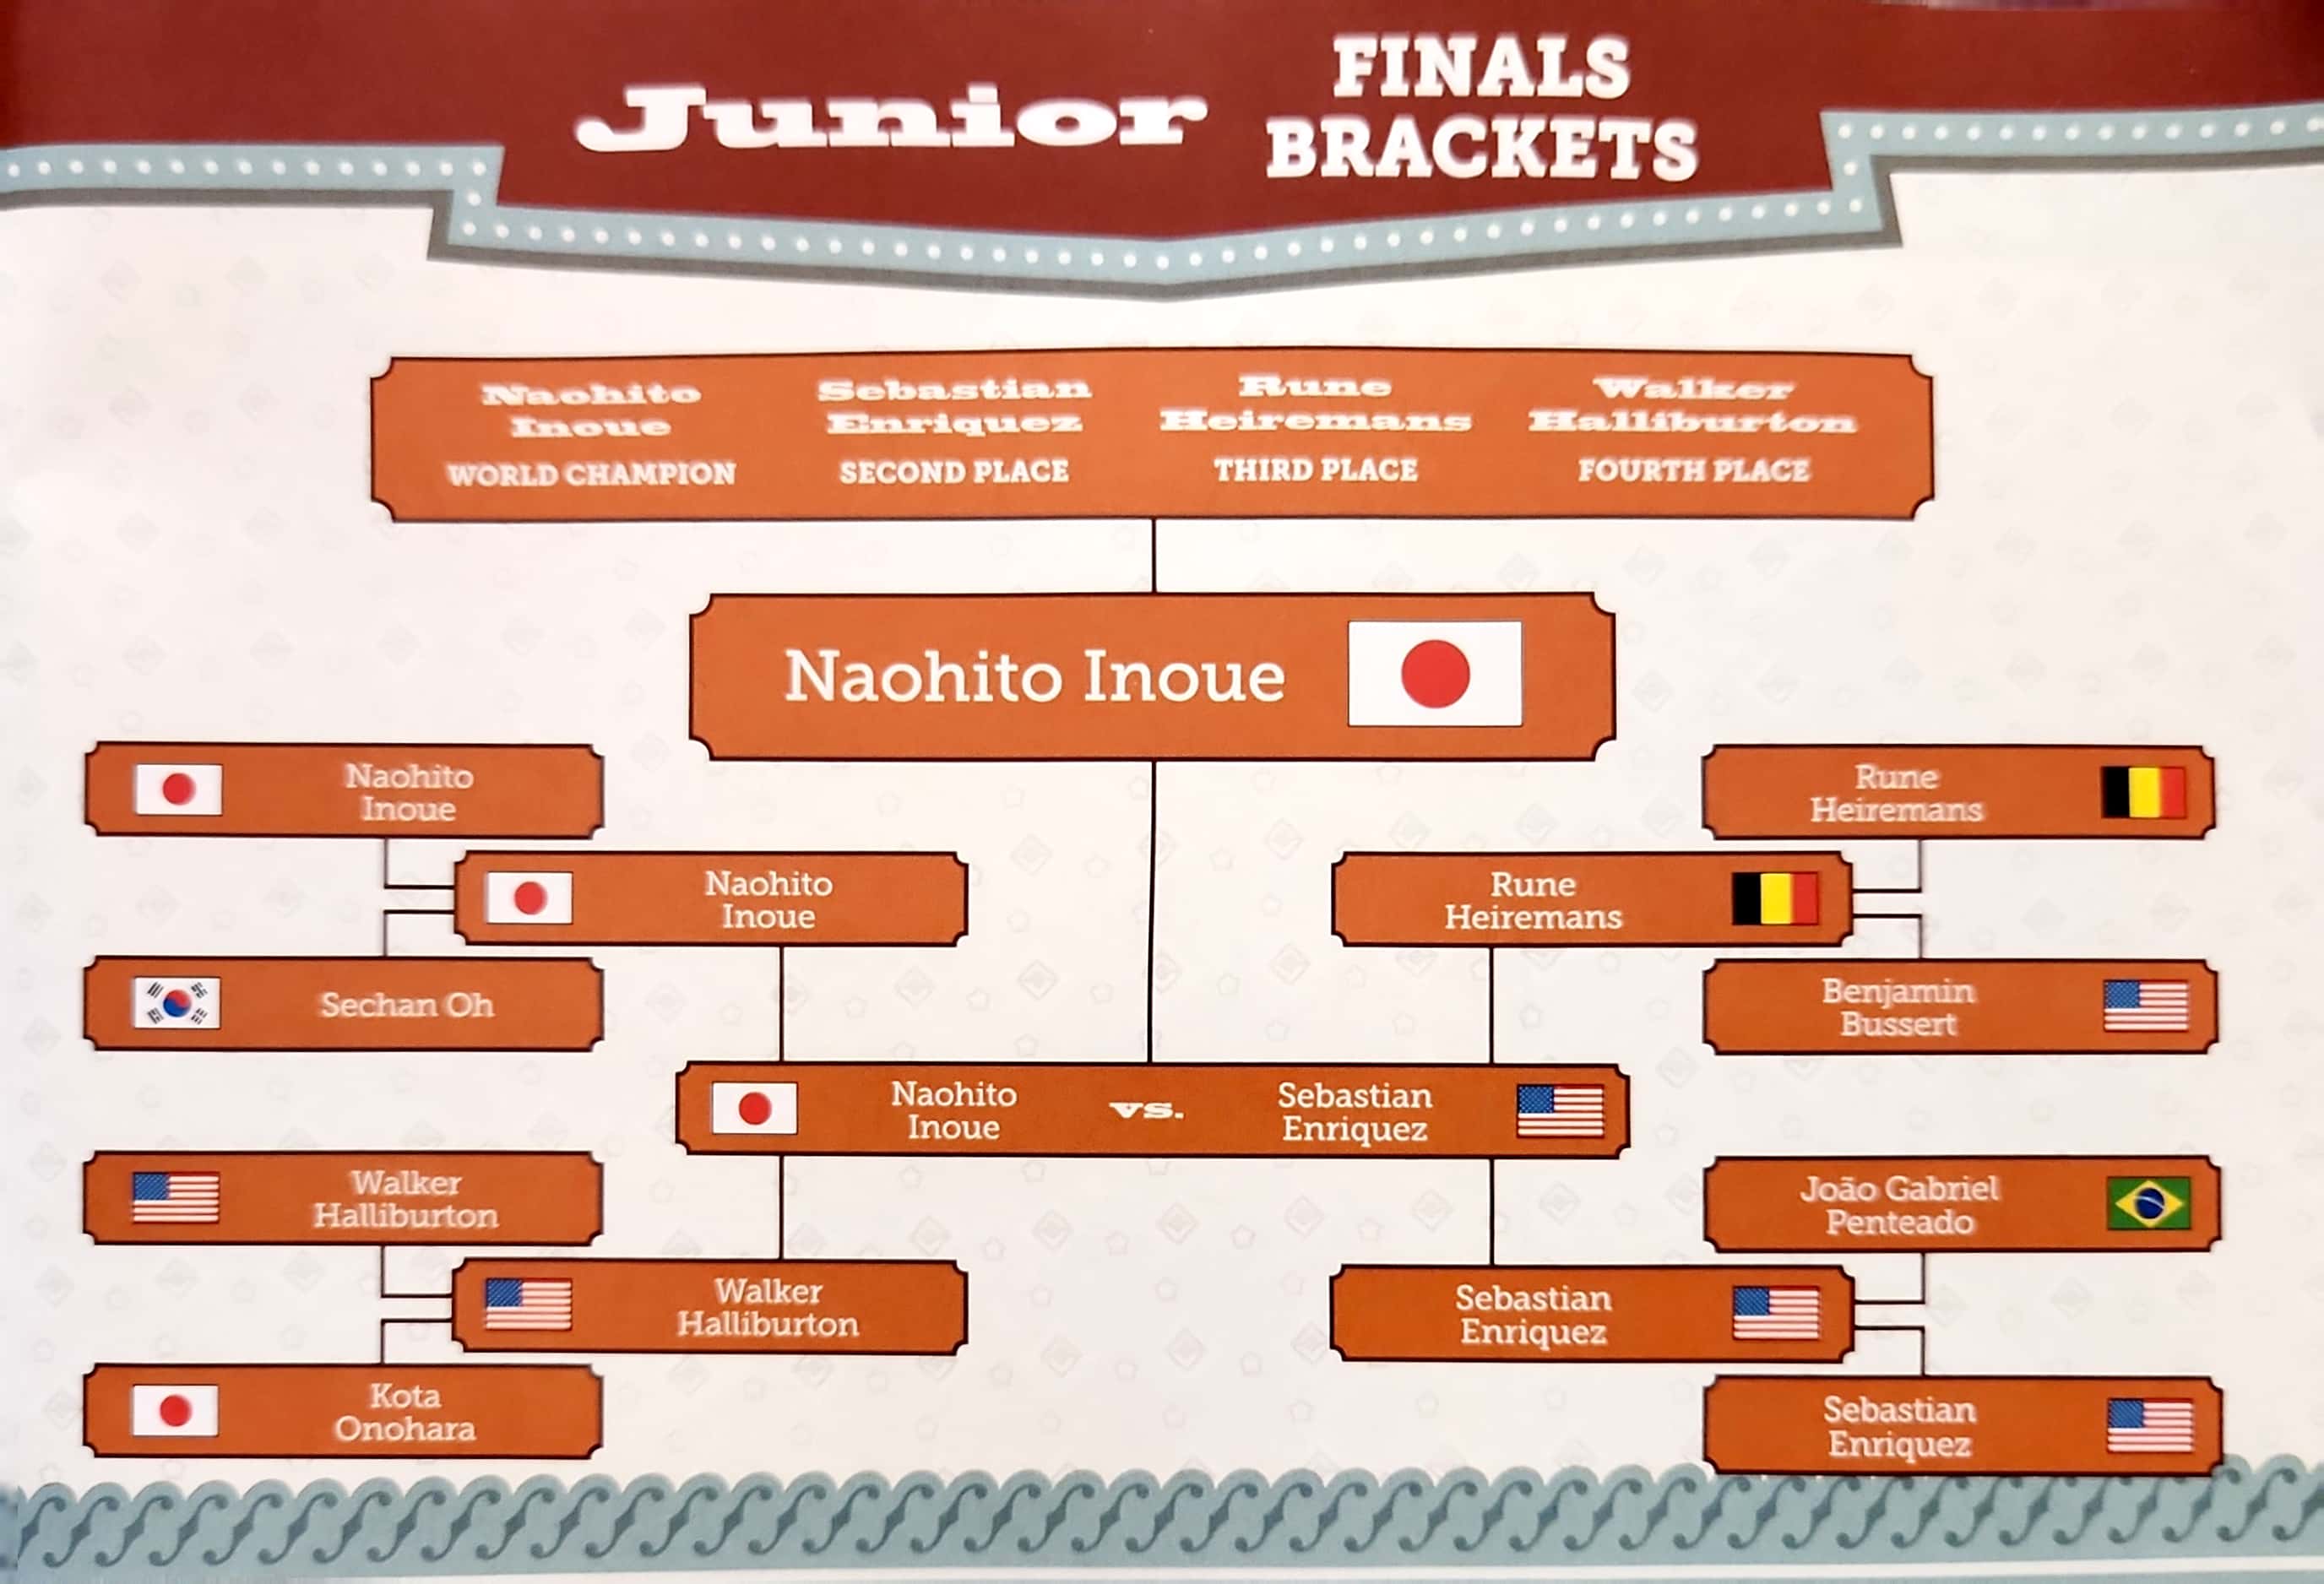 Junior
FINALS
BRACKETS
Naohito
Inoue
WORLD CHAMPION
Sebastian
Enriquez
SECOND PLACE
Rune
Heiremans
THIRD PLACE
Walker
Halliburton
FOURTH PLACE
Naohito Inoue
Naohito
Inoue
Naohito
Inoue
Sechan Oh
Rune
Heiremans
Rune
Heiremans
Benjamin
Bussert
Naohito
Inoue
vs.
Sebastian
Enriquez
Walker
Halliburton
Walker
Halliburton
Kota
Onohara
João Gabriel
Penteado
Sebastian
Enriquez
Sebastian
Enriquez